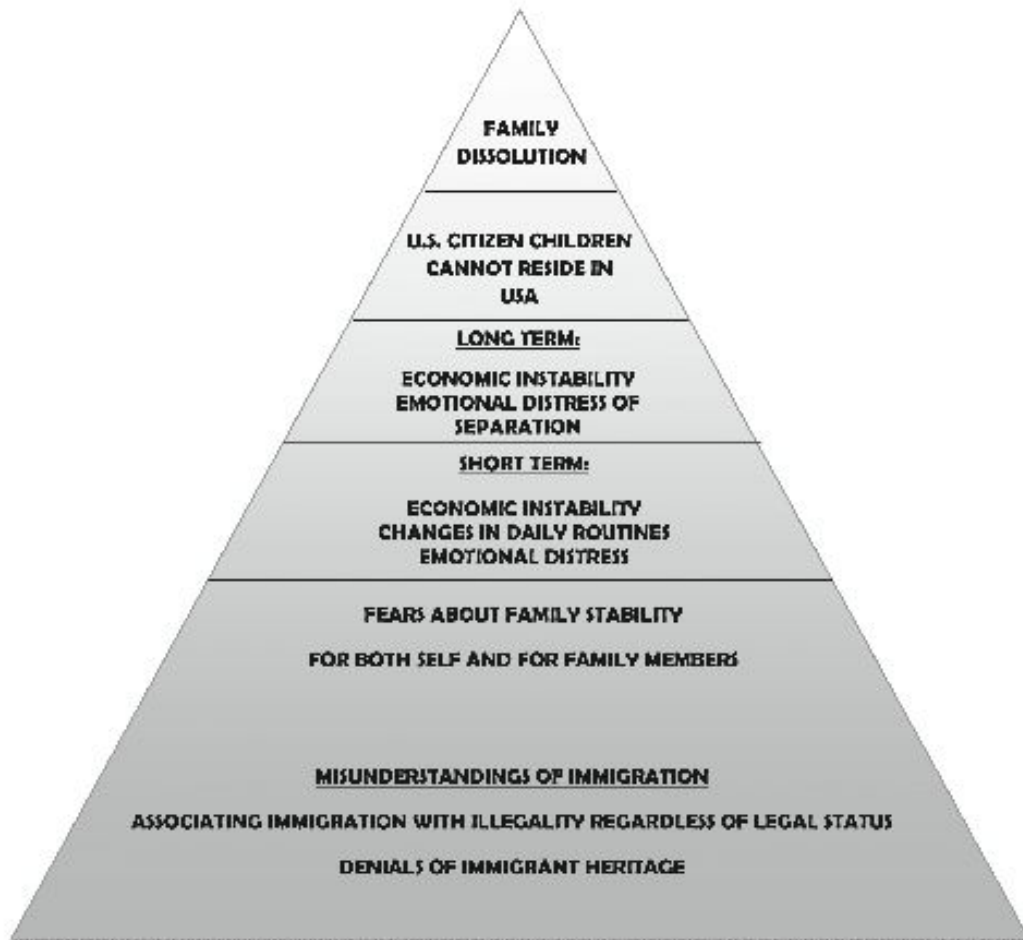 FAMILY
DISSOLUTION
U.S. CITIZEN CHILDREN
CANNOT RESIDE IN
USA
LONG TERM:
ECONOMIC INSTABILITY
EMOTIONAL DISTRESS OF
SEPARATION
SHORT TERM:
ECONOMIC INSTABILITY
CHANGES IN DAILY ROUTINES
EMOTIONAL DISTRESS
FEARS ABOUT FAMILY STABILITY
FOR BOTH SELF AND FOR FAMILY MEMBERS
MISUNDERSTANDINGS OF IMMIGRATION
ASSOCIATING IMMIGRATION WITH ILLEGALITY REGARDLESS OF LEGAL STATUS
DENIALS OF IMMIGRANT HERITAGE